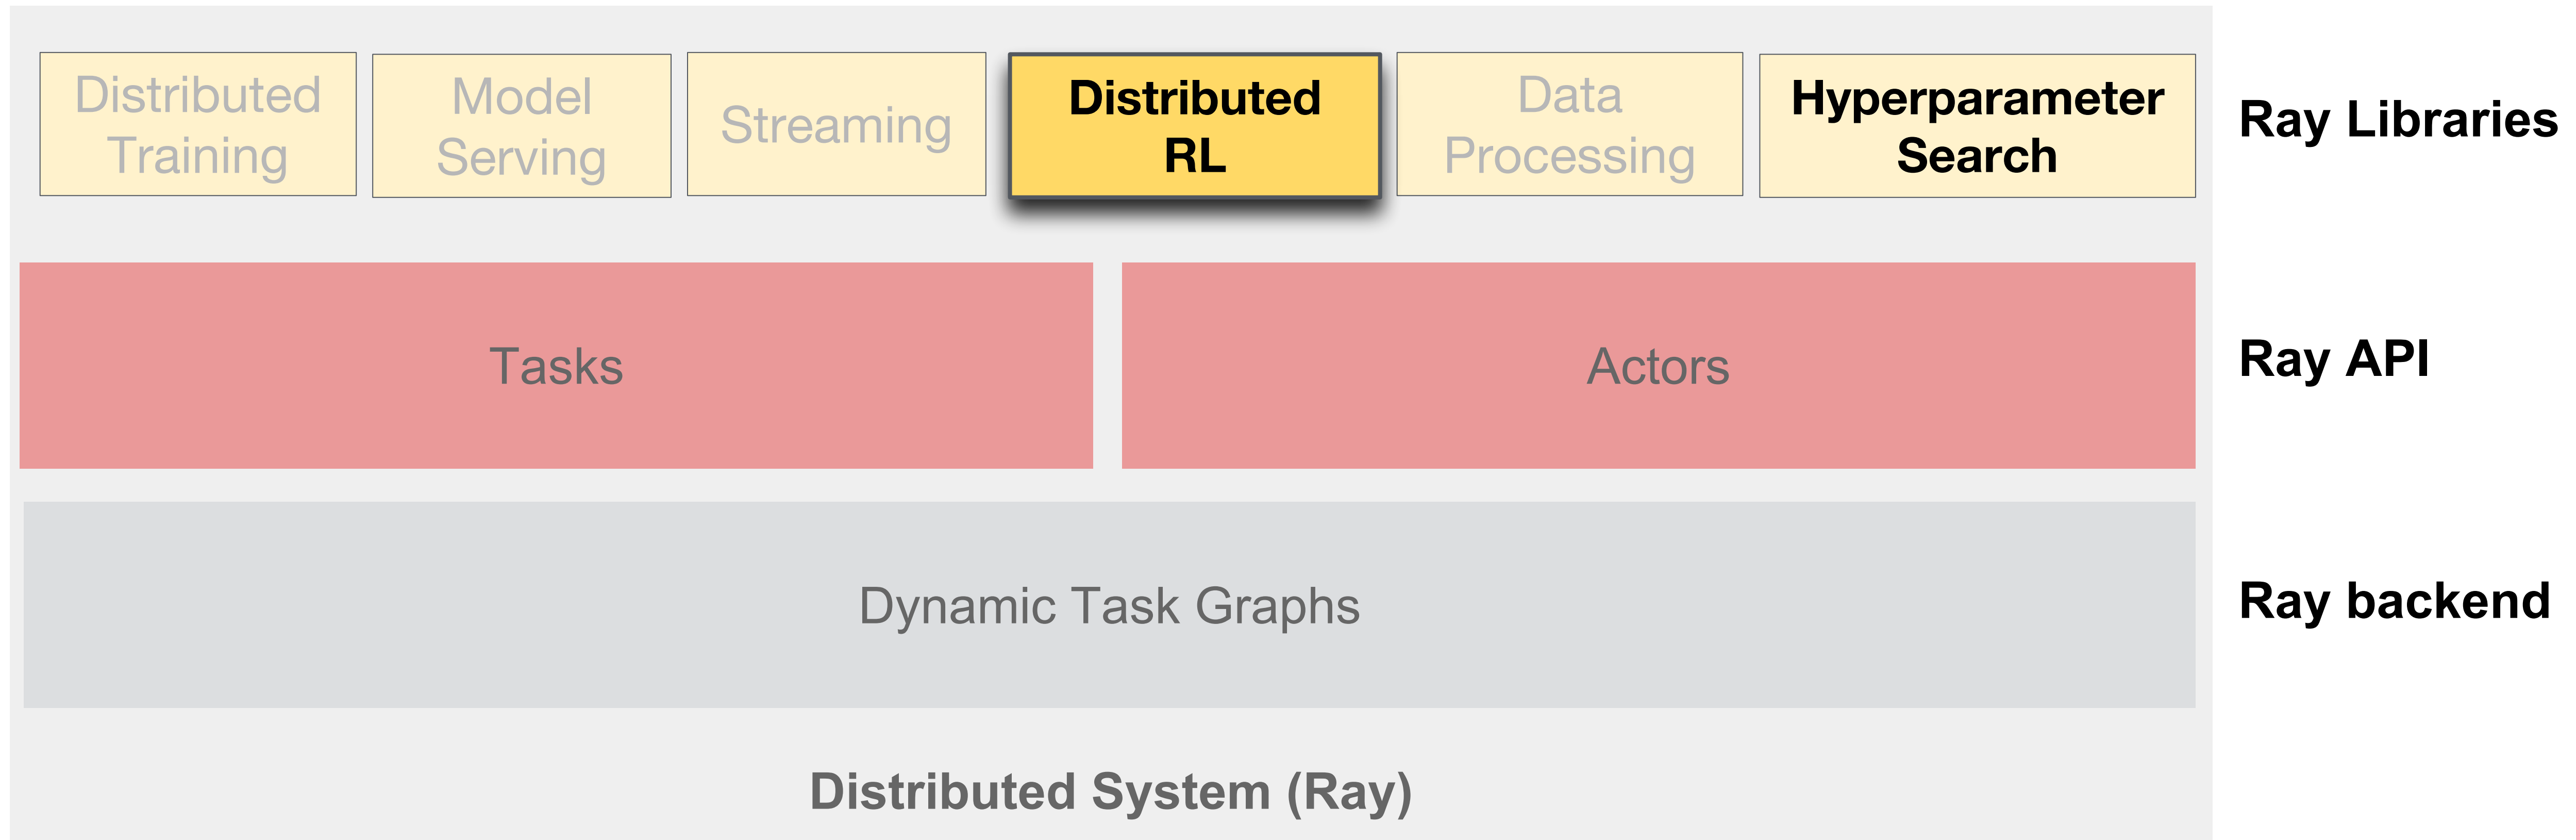 Distributed
Training
Model
Serving
Streaming
Distributed
RL
Data
Processing
Hyperparameter
Search
Ray Libraries
Tasks
Actors
Ray API
Dynamic Task Graphs
Ray backend
Distributed System (Ray)